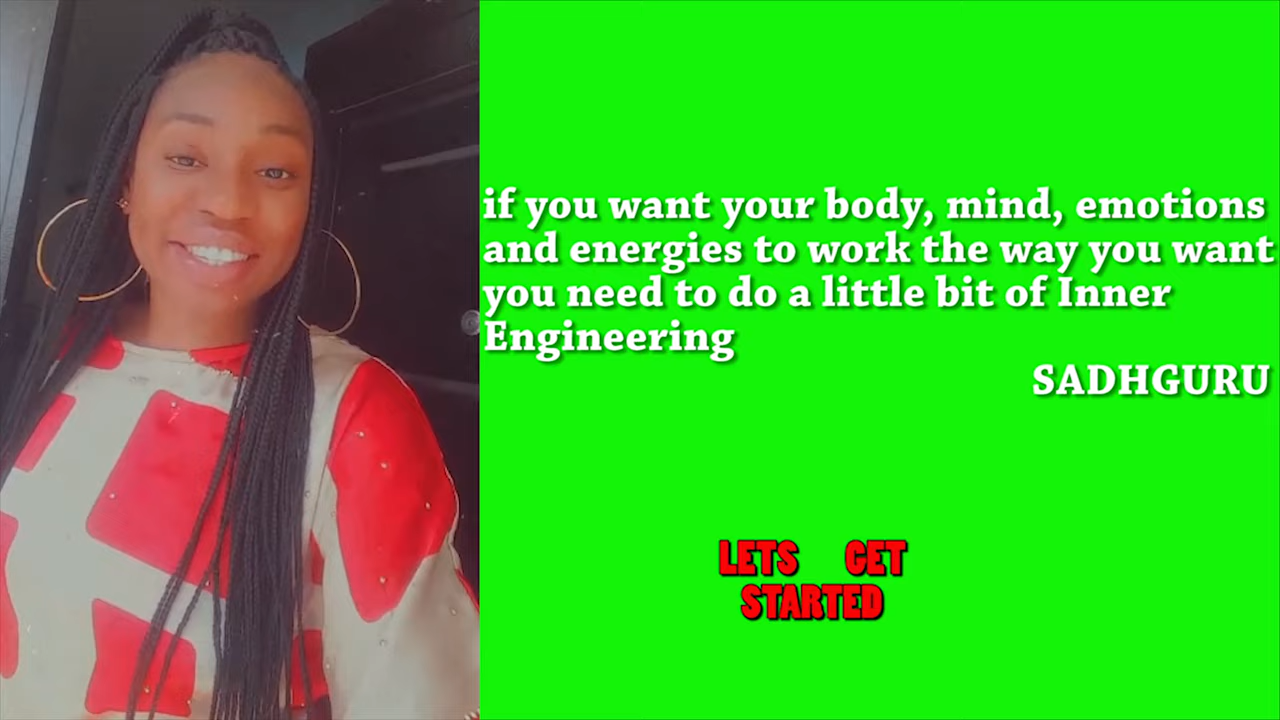 if you want your body, mind, emotions
and energies to work the way you want
you need to do a little bit of Inner
Engineering
SADHGURU
LETS GET
STARTED